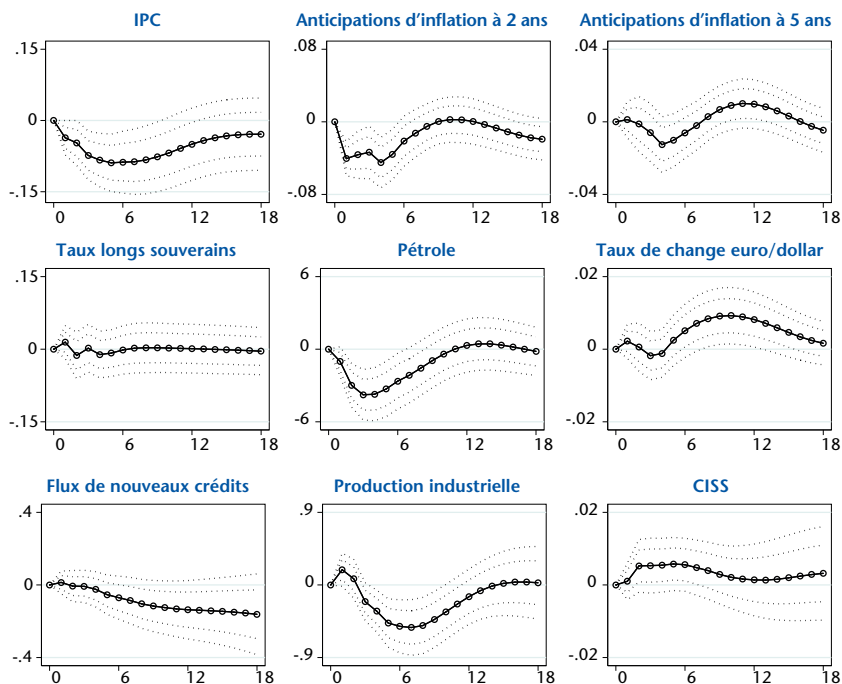 IPC
Anticipations d'inflation à 2 ans
Anticipations d'inflation à 5 ans
.15
0
-.15
0 6 12 18
.08
0
-.08
0 6 12 18
.04
0
-.04
0 6 12 18
Taux longs souverains
Pétrole
Taux de change euro/dollar
.15
0
-.15
0 6 12 18
6
0
-6
0 6 12 18
.02
0
-.02
0 6 12 18
Flux de nouveaux crédits
Production industrielle
CISS
.4
0
-.4
0 6 12 18
.9
0
-.9
0 6 12 18
.02
0
-.02
0 6 12 18